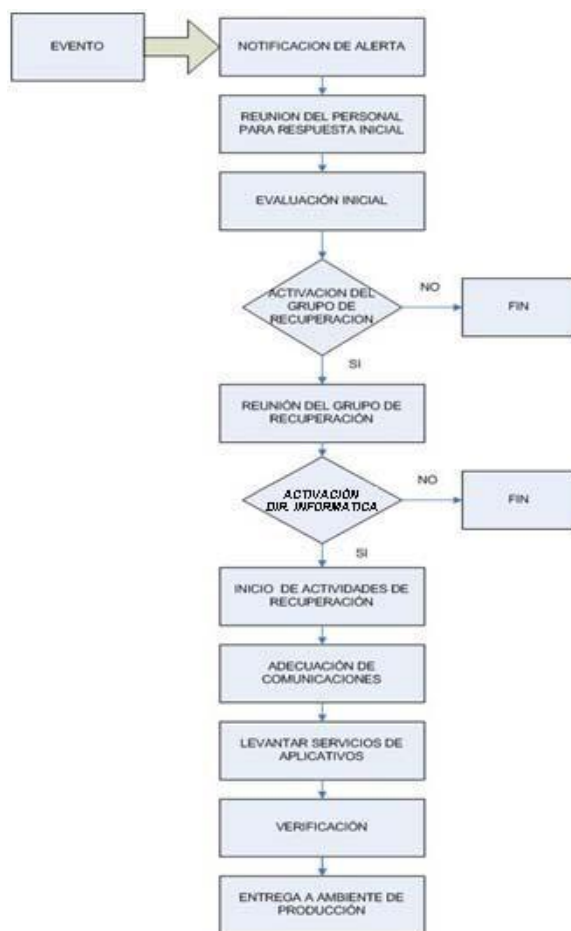 EVENTO
NOTIFICACION DE ALERTA
REUNION DEL PERSONAL
PARA RESPUESTA INICIAL
EVALUACIÓN INICIAL
ACTIVACION DEL
GRUPO DE
RECUPERACION
NO
FIN
SI
REUNIÓN DEL GRUPO DE
RECUPERACIÓN
ACTIVACIÓN
DIR. INFORMATICA
NO
FIN
SI
INICIO DE ACTIVIDADES DE
RECUPERACIÓN
ADECUACIÓN DE
COMUNICACIONES
LEVANTAR SERVICIOS DE
APLICATIVOS
VERIFICACIÓN
ENTREGA A AMBIENTE DE
PRODUCCIÓN